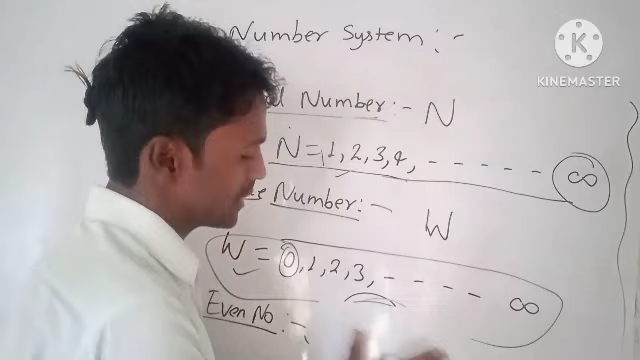 Number System :-
Number :- N
N = 1, 2, 3, 4, - - - - - ∞
Number :-
W
W = 0, 1, 2, 3, - - - - ∞
Even No :-
K
KINEMASTER